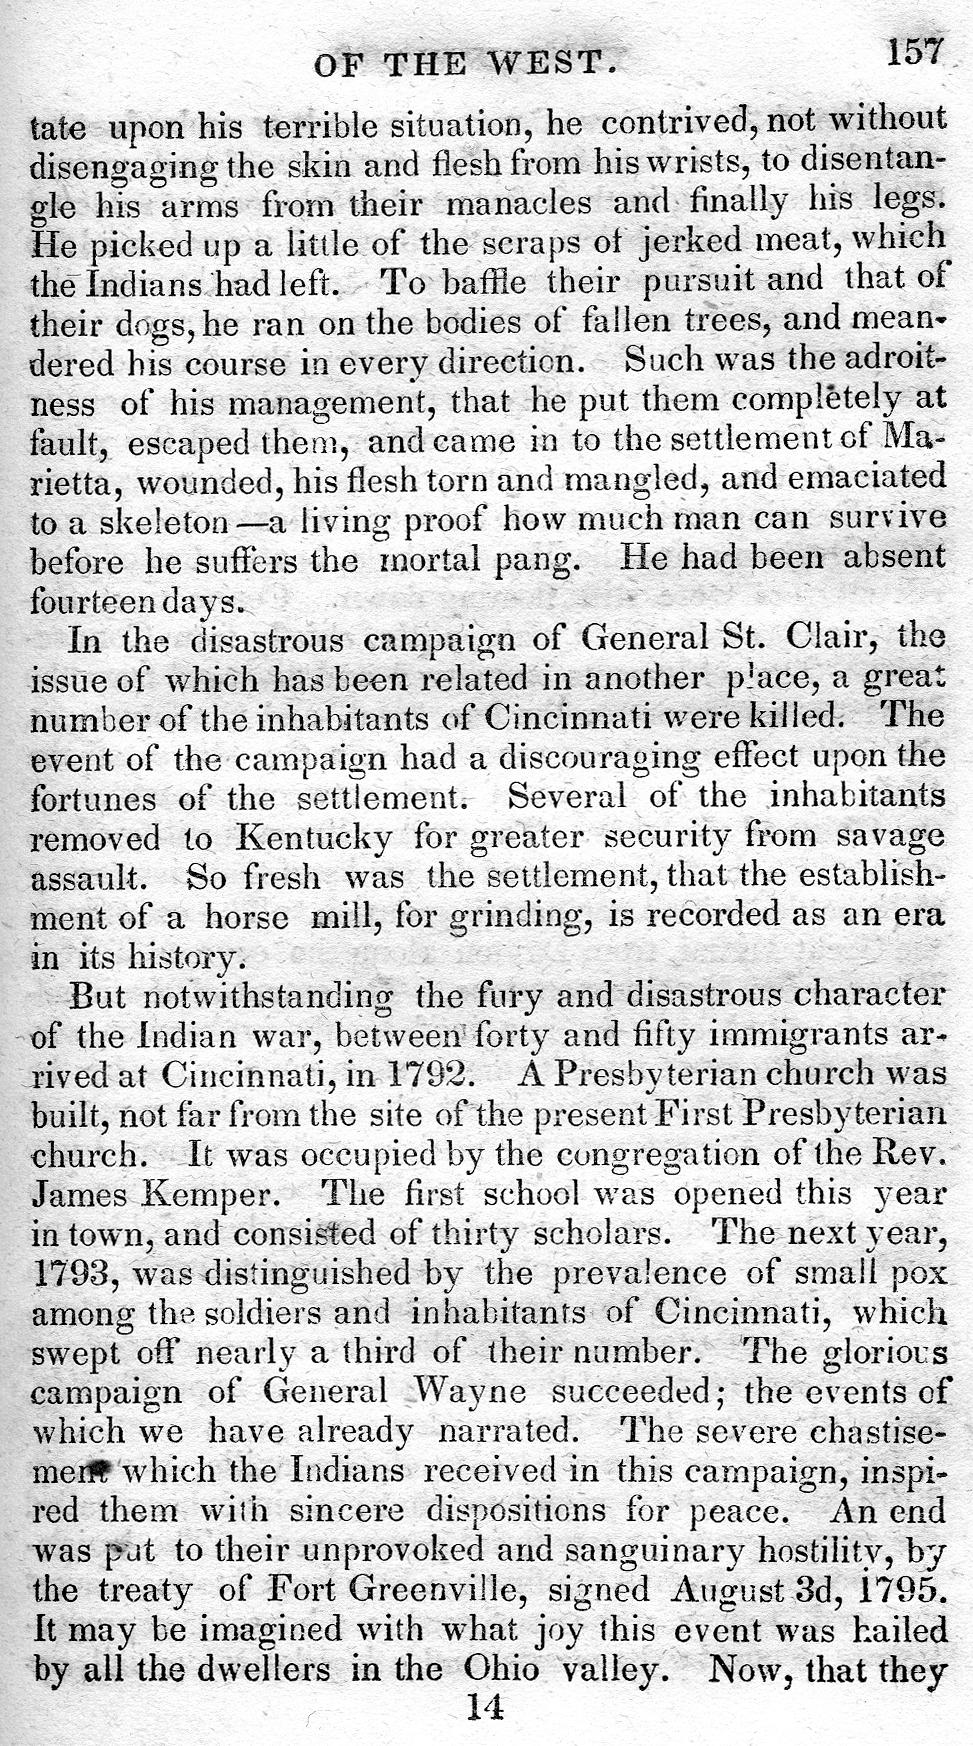 OF THE WEST. 157
tate upon his terrible situation, he contrived, not without
disengaging the skin and flesh from his wrists, to disentan-
gle his arms from their manacles and finally his legs.
He picked up a little of the scraps of jerked meat, which
the Indians had left. To baffle their pursuit and that of
their dogs, he ran on the bodies of fallen trees, and mean-
dered his course in every direction. Such was the adroit-
ness of his management, that he put them completely at
fault, escaped them, and came in to the settlement of Ma-
rietta, wounded, his flesh torn and mangled, and emaciated
to a skeleton—a living proof how much man can survive
before he suffers the mortal pang. He had been absent
fourteen days.
In the disastrous campaign of General St. Clair, the
issue of which has been related in another place, a great
number of the inhabitants of Cincinnati were killed. The
event of the campaign had a discouraging effect upon the
fortunes of the settlement. Several of the inhabitants
removed to Kentucky for greater security from savage
assault. So fresh was the settlement, that the establish-
ment of a horse mill, for grinding, is recorded as an era
in its history.
But notwithstanding the fury and disastrous character
of the Indian war, between forty and fifty immigrants ar-
rived at Cincinnati, in 1792. A Presbyterian church was
built, not far from the site of the present First Presbyterian
church. It was occupied by the congregation of the Rev.
James Kemper. The first school was opened this year
in town, and consisted of thirty scholars. The next year,
1793, was distinguished by the prevalence of small pox
among the soldiers and inhabitants of Cincinnati, which
swept off nearly a third of their number. The glorious
campaign of General Wayne succeeded; the events of
which we have already narrated. The severe chastise-
ment which the Indians received in this campaign, inspi-
red them with sincere dispositions for peace. An end
was put to their unprovoked and sanguinary hostility, by
the treaty of Fort Greenville, signed August 3d, 1795.
It may be imagined with what joy this event was hailed
by all the dwellers in the Ohio valley. Now, that they
14